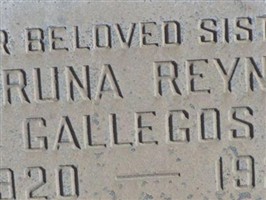 R BELOVED SIST
RUNA REYN
GALLEGOS
920 — 19